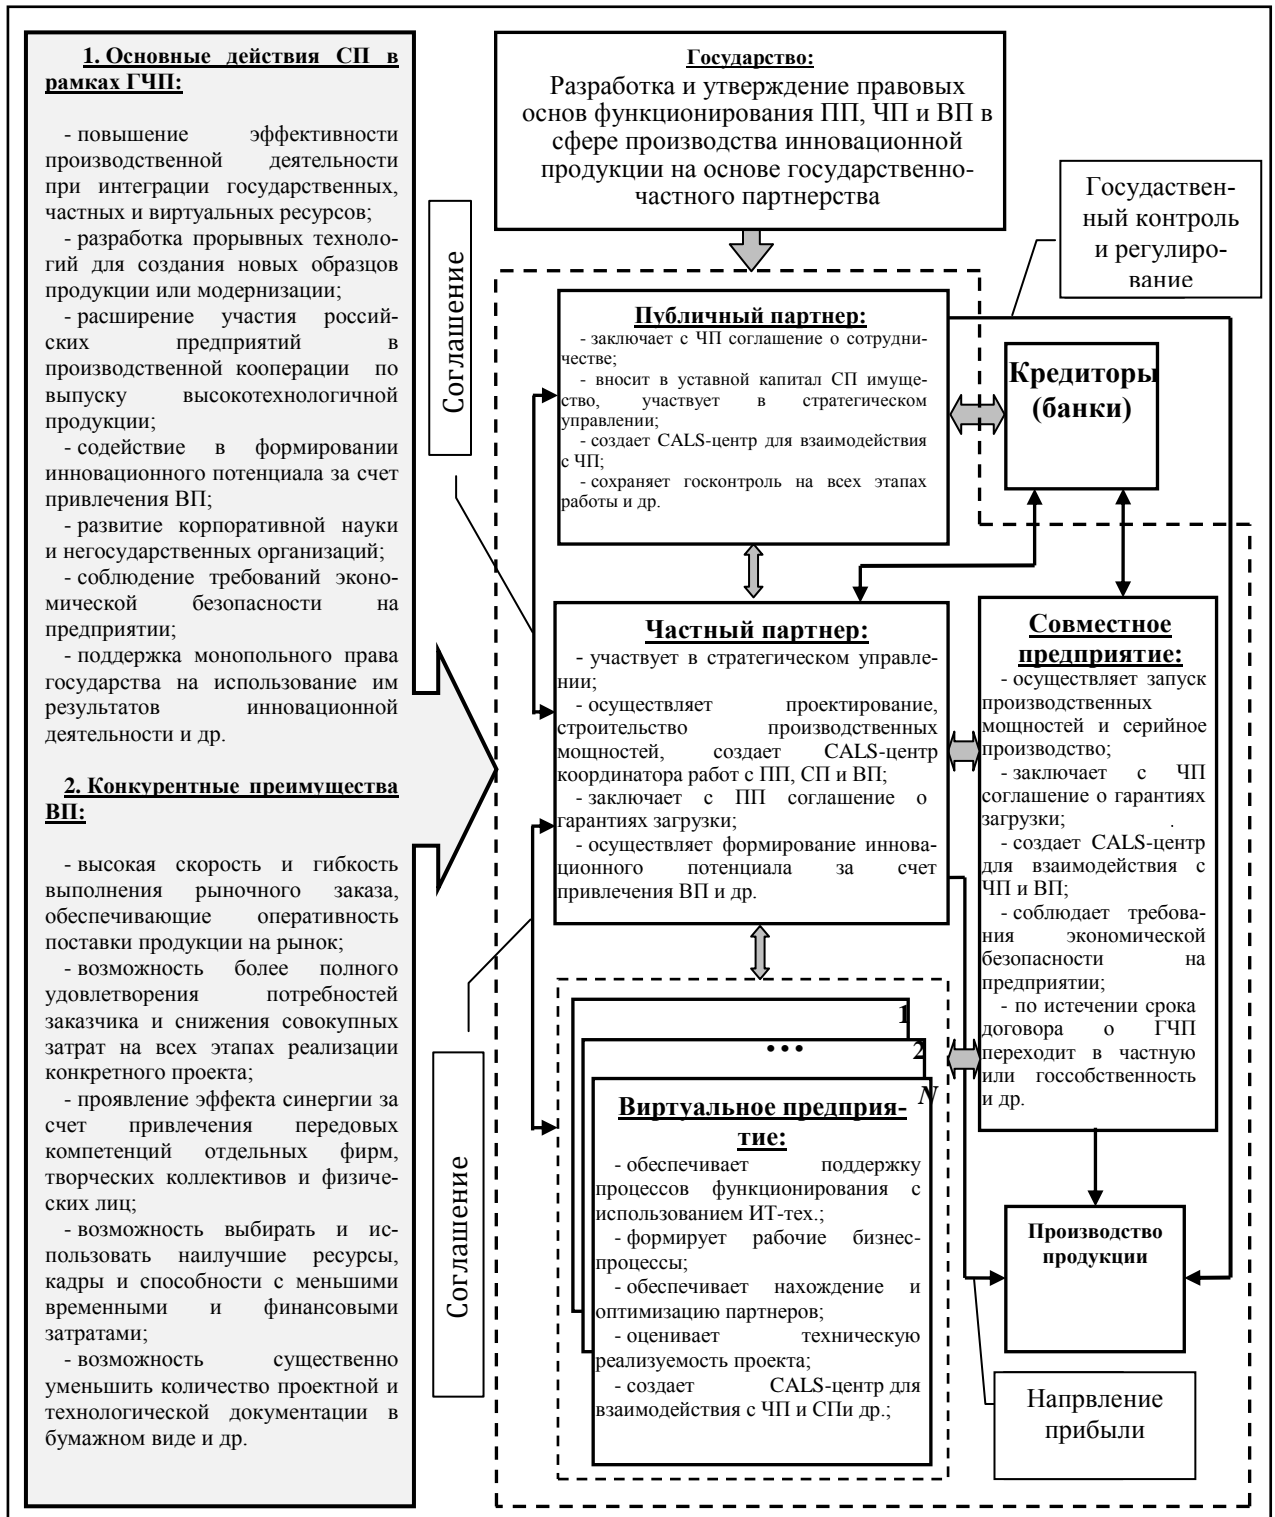 1. Основные действия СП в
рамках ГЧП:
- повышение эффективности
производственной деятельности
при интеграции государственных,
частных и виртуальных ресурсов;
- разработка прорывных техноло-
гий для создания новых образцов
продукции или модернизации;
- расширение участия россий-
ских предприятий в
производственной кооперации по
выпуску высокотехнологичной
продукции;
- содействие в формировании
инновационного потенциала за счет
привлечения ВП;
- развитие корпоративной науки
и негосударственных организаций;
- соблюдение требований эконо-
мической безопасности на
предприятии;
- поддержка монопольного права
государства на использование им
результатов инновационной
деятельности и др.
2. Конкурентные преимущества
ВП:
- высокая скорость и гибкость
выполнения рыночного заказа,
обеспечивающие оперативность
поставки продукции на рынок;
- возможность более полного
удовлетворения потребностей
заказчика и снижения совокупных
затрат на всех этапах реализации
конкретного проекта;
- проявление эффекта синергии за
счет привлечения передовых
компетенций отдельных фирм,
творческих коллективов и физиче-
ских лиц;
- возможность выбирать и ис-
пользовать наилучшие ресурсы,
кадры и способности с меньшими
временными и финансовыми
затратами;
- возможность существенно
уменьшить количество проектной и
технологической документации в
бумажном виде и др.
Соглашение
Соглашение
Государство:
Разработка и утверждение правовых
основ функционирования ПП, ЧП и ВП в
сфере производства инновационной
продукции на основе государственно-
частного партнерства
Госудаствен-
ный контроль
и регулиро-
вание
Публичный партнер:
- заключает с ЧП соглашение о сотрудни-
честве;
- вносит в уставной капитал СП имуще-
ство, участвует в стратегическом
управлении;
- создает CALS-центр для взаимодействия
с ЧП;
- сохраняет госконтроль на всех этапах
работы и др.
Кредиторы
(банки)
Частный партнер:
- участвует в стратегическом управле-
нии;
- осуществляет проектирование,
строительство производственных
мощностей, создает CALS-центр
координатора работ с ПП, СП и ВП;
- заключает с ПП соглашение о
гарантиях загрузки;
- осуществляет формирование иннова-
ционного потенциала за счет
привлечения ВП и др.
Совместное
предприятие:
- осуществляет запуск
производственных
мощностей и серийное
производство;
- заключает с ЧП
соглашение о гарантиях
загрузки; .
- создает CALS-центр
для взаимодействия с
ЧП и ВП;
- соблюдает требова-
ния экономической
безопасности на
предприятии;
- по истечении срока
договора о ГЧП
переходит в частную
или госсобственность
и др.
1
...
2
N
Виртуальное предприя-
тие:
- обеспечивает поддержку
процессов функционирования с
использованием ИТ-тех.;
- формирует рабочие бизнес-
процессы;
- обеспечивает нахождение и
оптимизацию партнеров;
- оценивает техническую
реализуемость проекта;
- создает CALS-центр для
взаимодействия с ЧП и СПи др.;
Производство
продукции
Напрвление
прибыли